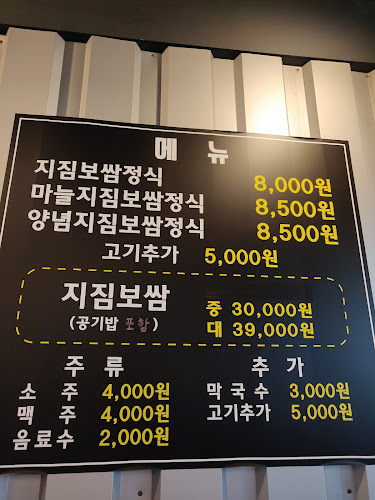 메 뉴
지짐보쌈정식 8,000원
마늘지짐보쌈정식 8,500원
양념지짐보쌈정식 8,500원
고기추가 5,000원
지짐보쌈 중 30,000원
(공기밥 포함) 대 39,000원
주 류 추 가
소 주 4,000원 막국수 3,000원
맥 주 4,000원 고기추가 5,000원
음료수 2,000원